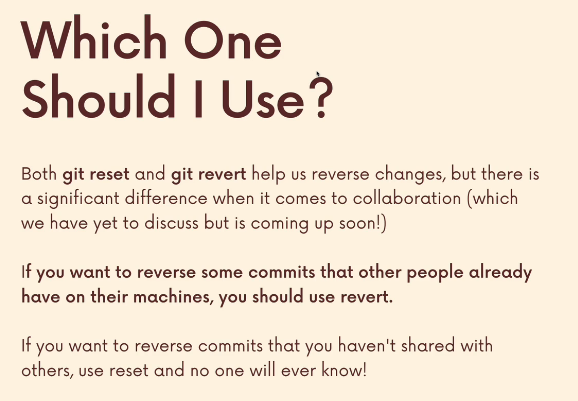 Which One
Should I Use?
Both git reset and git revert help us reverse changes, but there is
a significant difference when it comes to collaboration (which
we have yet to discuss but is coming up soon!)
If you want to reverse some commits that other people already
have on their machines, you should use revert.
If you want to reverse commits that you haven't shared with
others, use reset and no one will ever know!